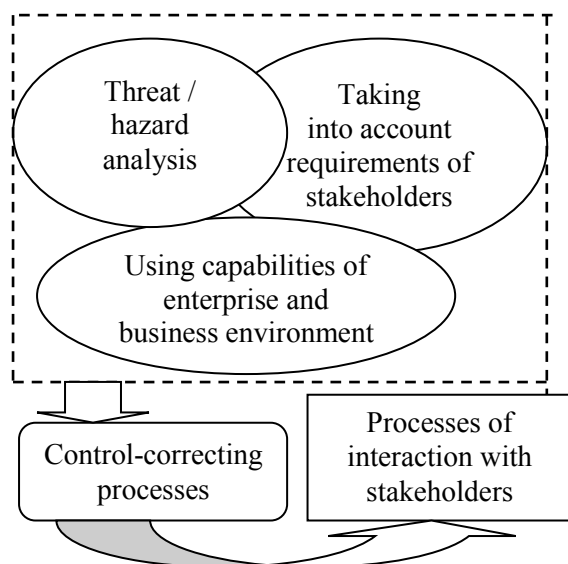 Threat /
hazard
analysis
Taking
into account
requirements of
stakeholders
Using capabilities of
enterprise and
business environment
Control-correcting
processes
Processes of
interaction with
stakeholders